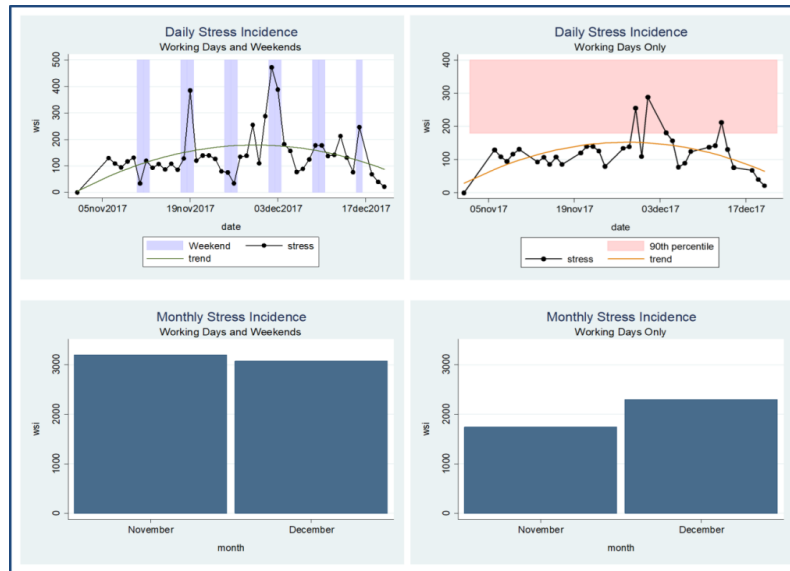 Daily Stress Incidence
Working Days and Weekends
500
400
300
200
100
0
wsi
05nov2017 19nov2017 03dec2017 17dec2017
date
Weekend stress
trend
Daily Stress Incidence
Working Days Only
400
300
200
100
0
wsi
05nov17 19nov17 03dec17 17dec17
date
90th percentile
stress trend
Monthly Stress Incidence
Working Days and Weekends
3000
2000
1000
0
wsi
November December
month
Monthly Stress Incidence
Working Days Only
3000
2000
1000
0
wsi
November December
month